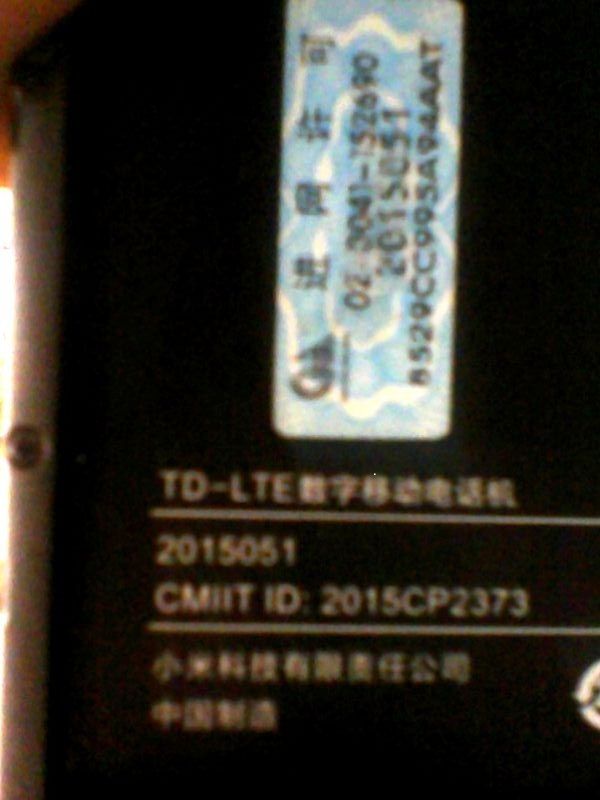 进网许可
02-3041-152690
2015051
8529CC995A94AAAT
TD-LTE数字移动电话机
2015051
CMIIT ID: 2015CP2373
小米科技有限责任公司
中国制造